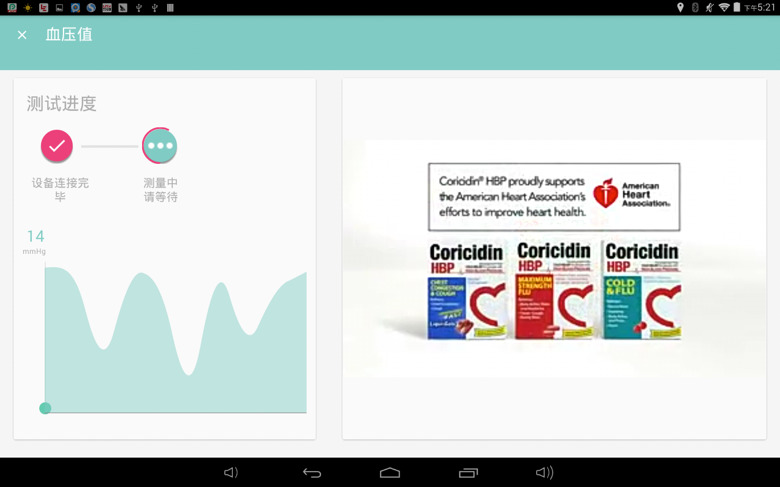 下午5:21
血压值
测试进度
设备连接完
毕
测量中
请等待
14
mmHg
Coricidin® HBP proudly supports
the American Heart Association's
efforts to improve heart health.
American
Heart
Association®
Coricidin
HBP
CHEST
CONGESTION
& COUGH
Coricidin
HBP
MAXIMUM
STRENGTH
FLU
Coricidin
HBP
COLD
&FLU